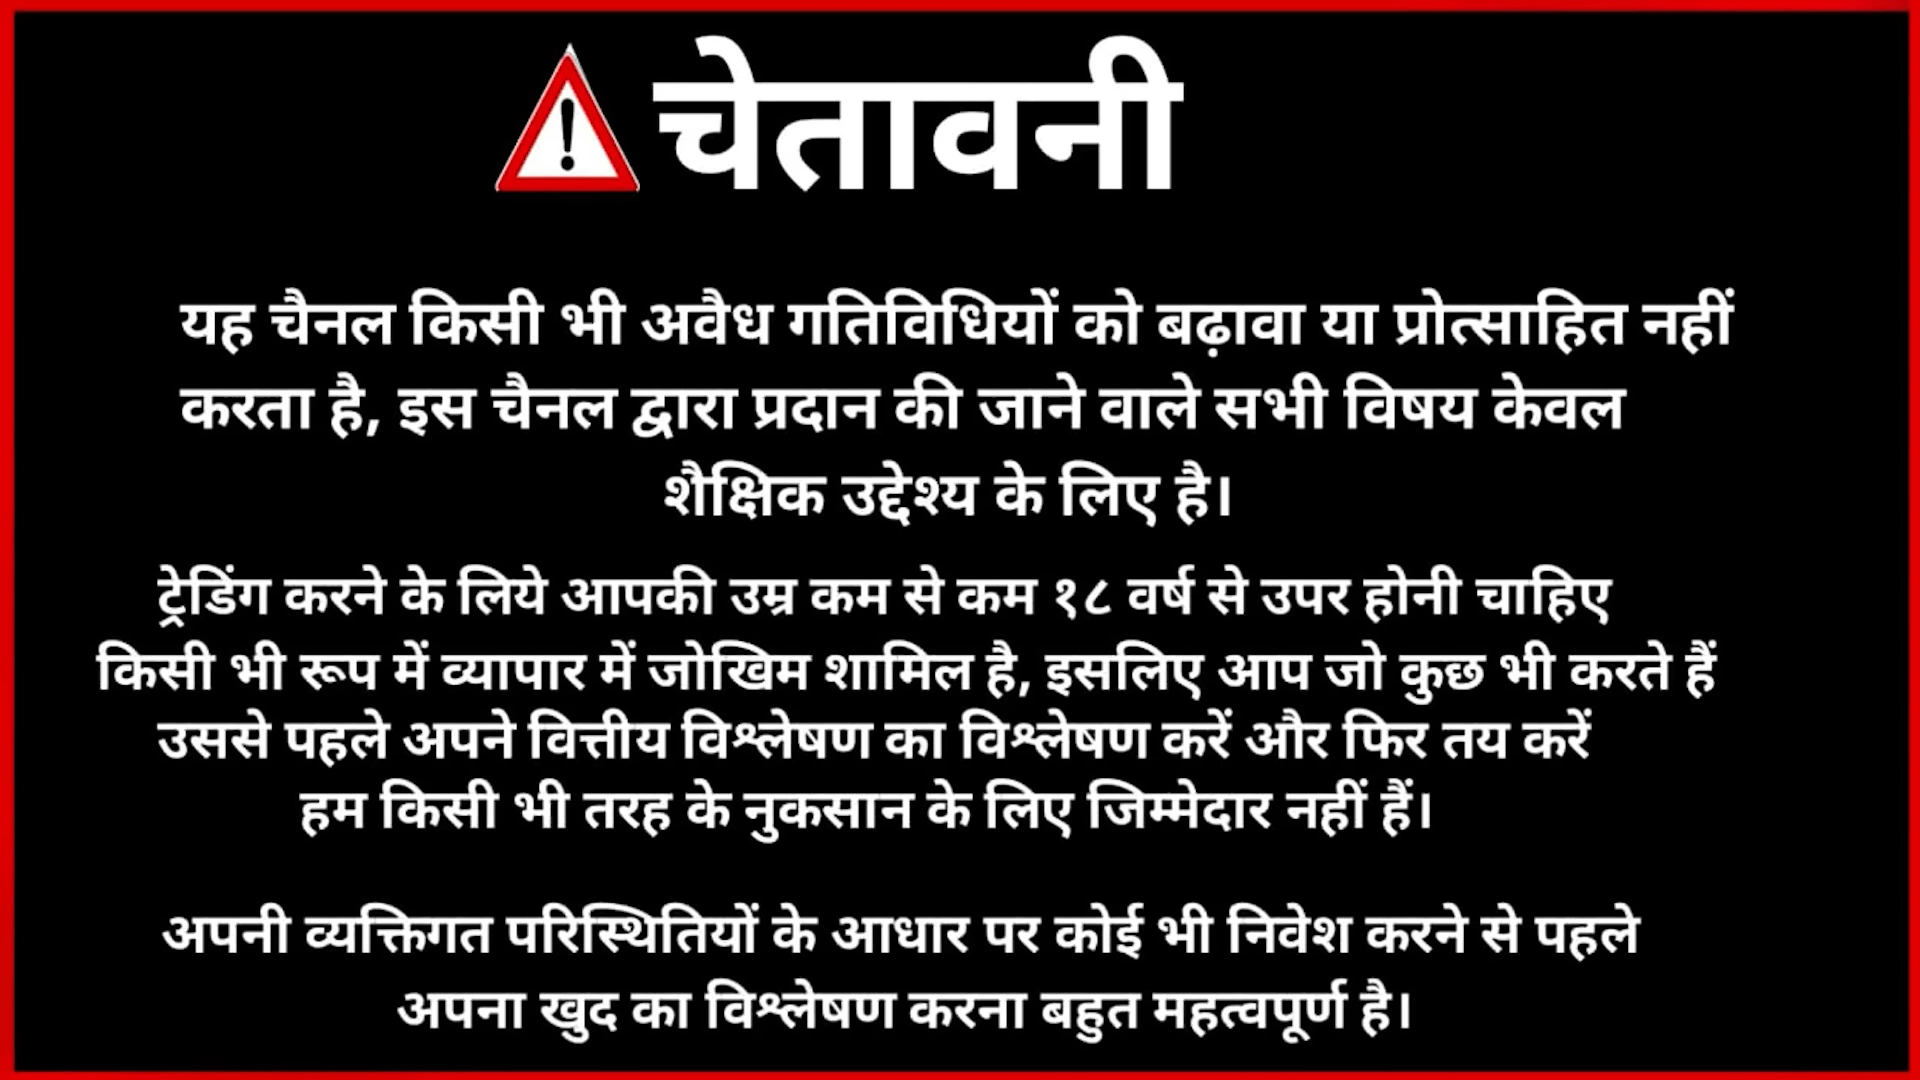 चेतावनी
यह चैनल किसी भी अवैध गतिविधियों को बढ़ावा या प्रोत्साहित नहीं
करता है, इस चैनल द्वारा प्रदान की जाने वाले सभी विषय केवल
शैक्षिक उद्देश्य के लिए है।
ट्रेडिंग करने के लिये आपकी उम्र कम से कम १८ वर्ष से उपर होनी चाहिए
किसी भी रूप में व्यापार में जोखिम शामिल है, इसलिए आप जो कुछ भी करते हैं
उससे पहले अपने वित्तीय विश्लेषण का विश्लेषण करें और फिर तय करें
हम किसी भी तरह के नुकसान के लिए जिम्मेदार नहीं हैं।
अपनी व्यक्तिगत परिस्थितियों के आधार पर कोई भी निवेश करने से पहले
अपना खुद का विश्लेषण करना बहुत महत्वपूर्ण है।